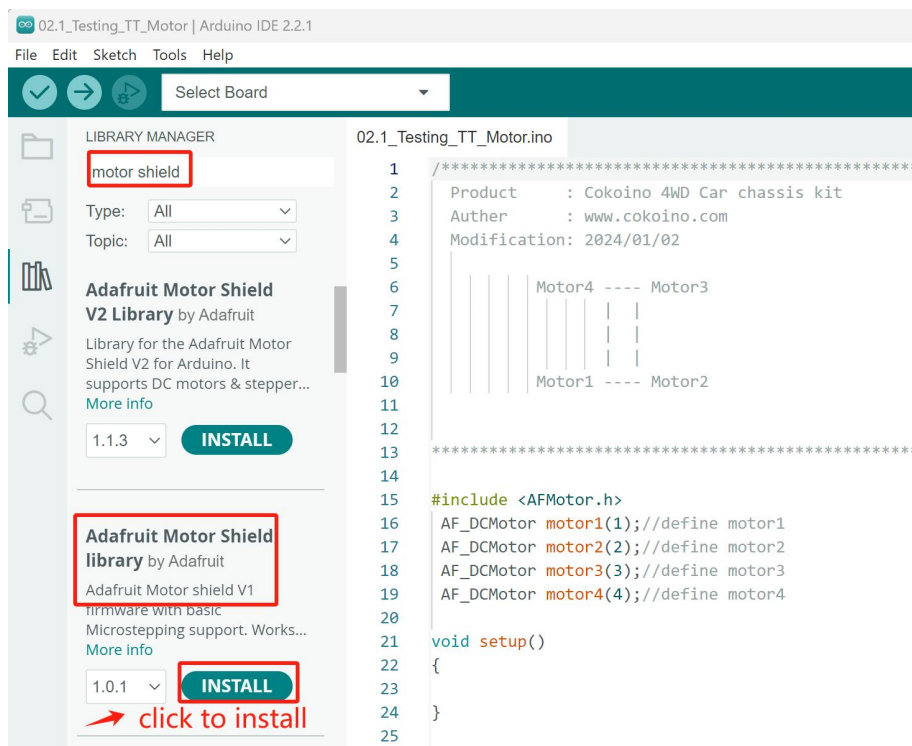 02.1_Testing_TT_Motor | Arduino IDE 2.2.1
File Edit Sketch Tools Help
Select Board
LIBRARY MANAGER
motor shield
Type: All
Topic: All
Adafruit Motor Shield
V2 Library by Adafruit
Library for the Adafruit Motor
Shield V2 for Arduino. It
supports DC motors & stepper...
More info
1.1.3 INSTALL
Adafruit Motor Shield
library by Adafruit
Adafruit Motor shield V1
firmware with basic
Microstepping support. Works...
More info
1.0.1 INSTALL
click to install
02.1_Testing_TT_Motor.ino
1 /**************************************************
2 Product : Cokoino 4WD Car chassis kit
3 Auther : www.cokoino.com
4 Modification: 2024/01/02
5
6 Motor4 ---- Motor3
7 | |
8 | |
9 | |
10 Motor1 ---- Motor2
11
12
13 ***************************************************
14
15 #include <AFMotor.h>
16 AF_DCMotor motor1(1);//define motor1
17 AF_DCMotor motor2(2);//define motor2
18 AF_DCMotor motor3(3);//define motor3
19 AF_DCMotor motor4(4);//define motor4
20
21 void setup()
22 {
23
24 }
25